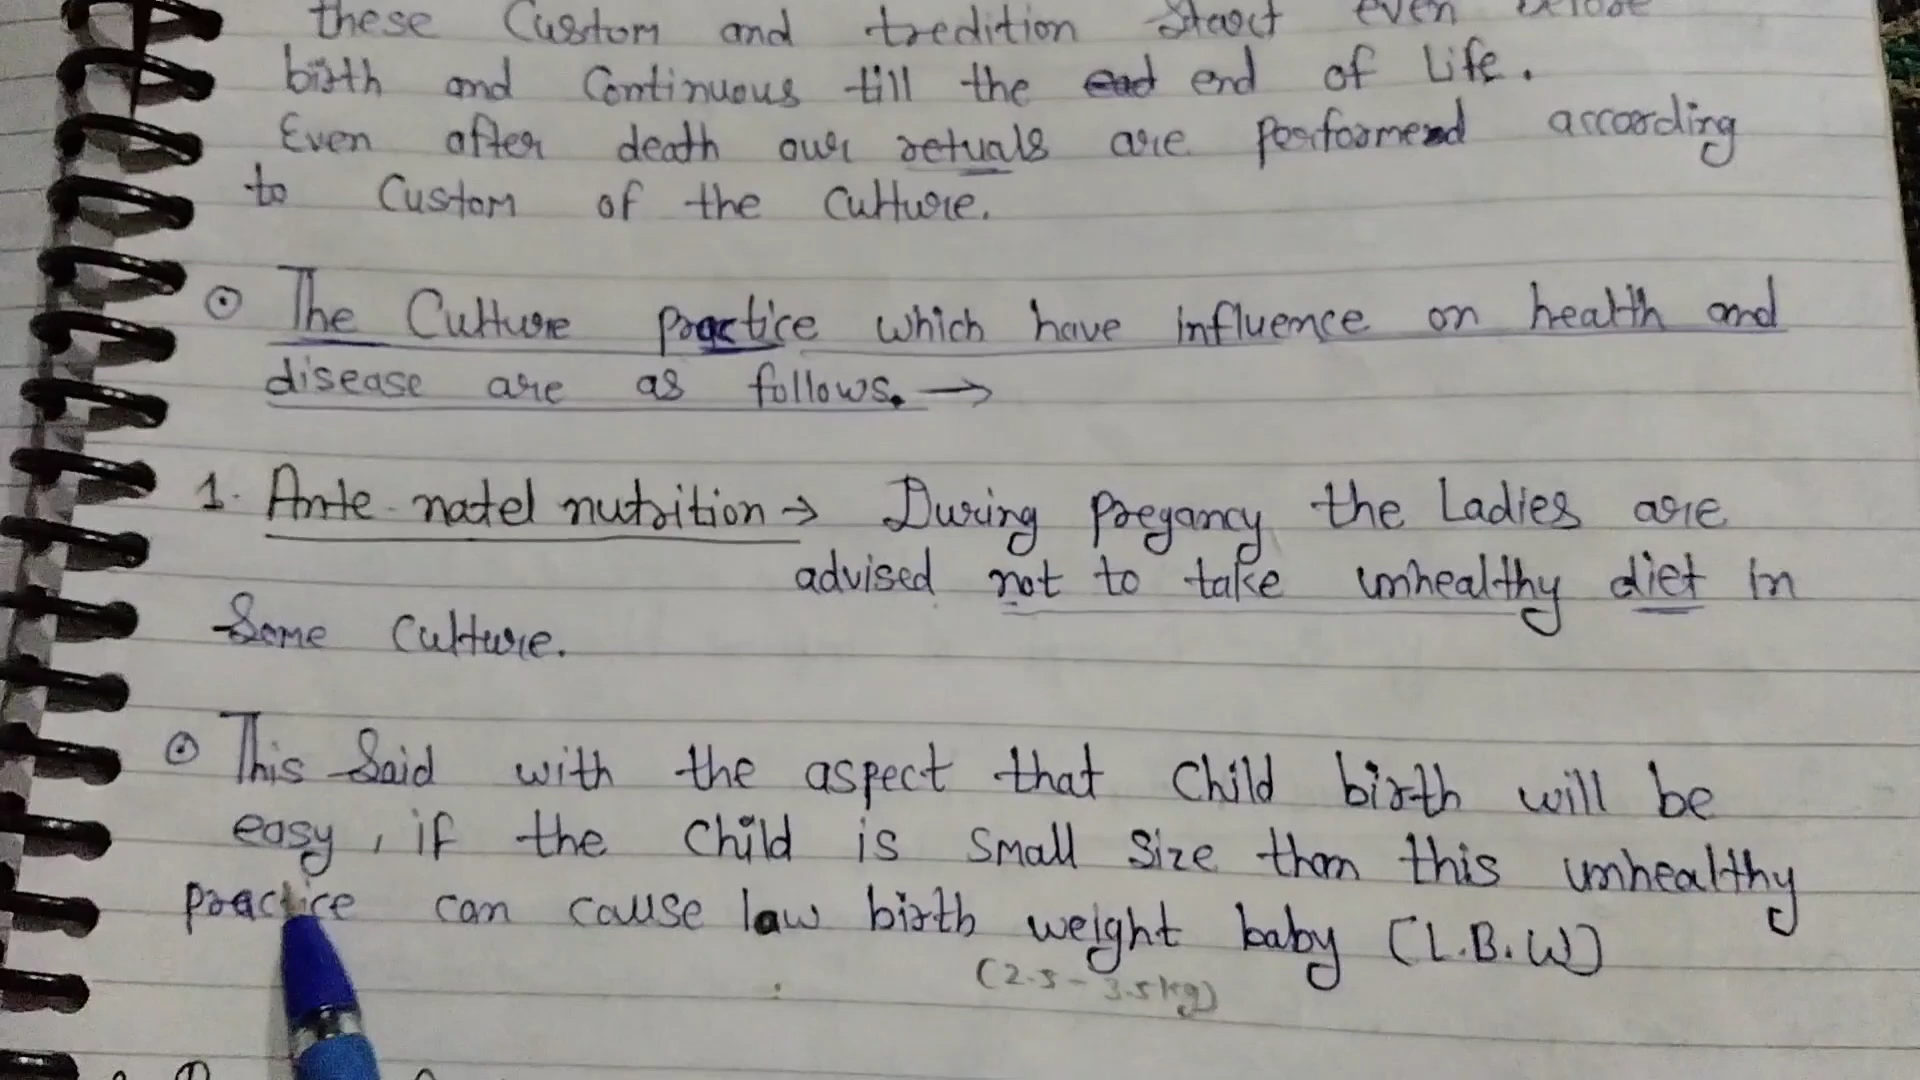 these Custom and tredition Start even before
birth and Continuous till the end end of Life.
Even after death our retuals are performend according
to Custom of the Culture.
The Culture practice which have influence on health and
disease are as follows. →
1. Ante-natel nutrition → During pregancy the Ladies are
advised not to take unhealthy diet in
Some Culture.
This Said with the aspect that Child birth will be
easy, if the Child is Small Size than this unhealthy
practice can cause law birth weight baby (L.B.W)
(2.5 - 3.5 kg)